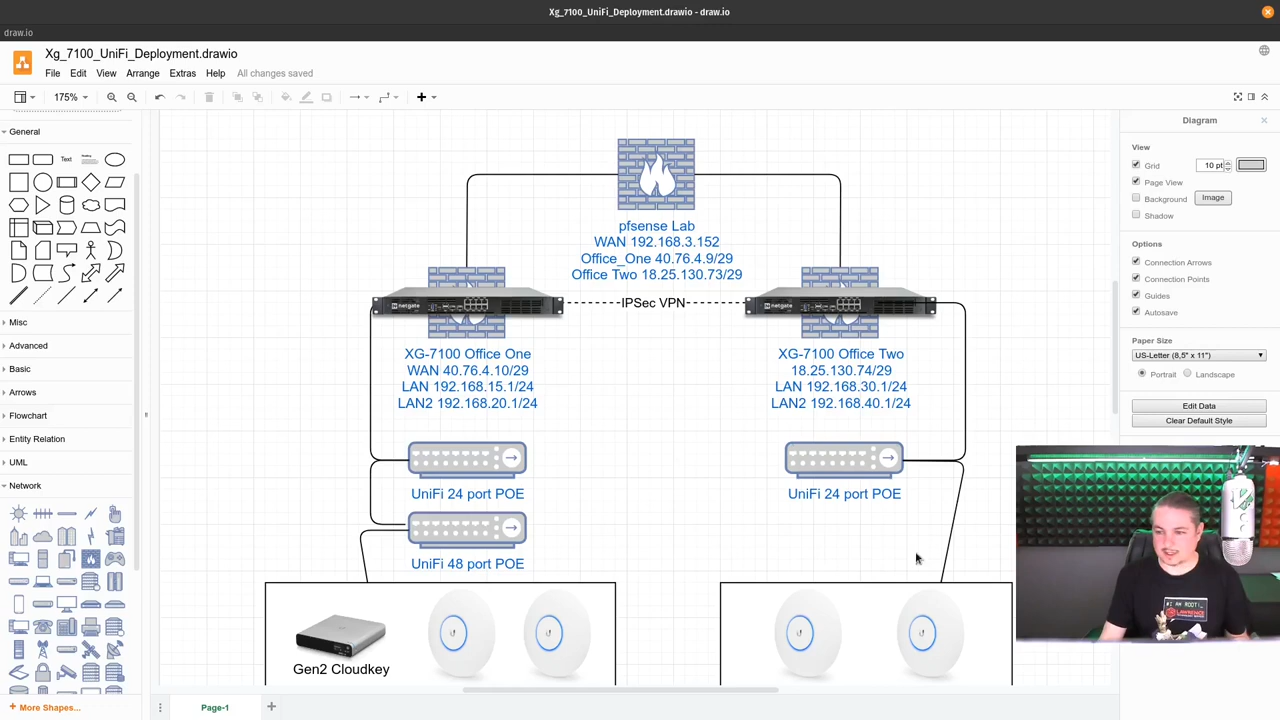 Xg_7100_UniFi_Deployment.drawio - draw.io
draw.io
Xg_7100_UniFi_Deployment.drawio
File Edit View Arrange Extras Help All changes saved
175%
General
Text
Heading
Misc
Advanced
Basic
Arrows
Flowchart
Entity Relation
UML
Network
More Shapes...
pfsense Lab
WAN 192.168.3.152
Office_One 40.76.4.9/29
Office Two 18.25.130.73/29
netgate
IPSec VPN
netgate
XG-7100 Office One
WAN 40.76.4.10/29
LAN 192.168.15.1/24
LAN2 192.168.20.1/24
XG-7100 Office Two
18.25.130.74/29
LAN 192.168.30.1/24
LAN2 192.168.40.1/24
UniFi 24 port POE
UniFi 24 port POE
UniFi 48 port POE
Gen2 Cloudkey
Page-1
Diagram
View
Grid
10 pt
Page View
Background
Image
Shadow
Options
Connection Arrows
Connection Points
Guides
Autosave
Paper Size
US-Letter (8,5" x 11")
Portrait Landscape
Edit Data
Clear Default Style
I AM ROOT!
LAWRENCE